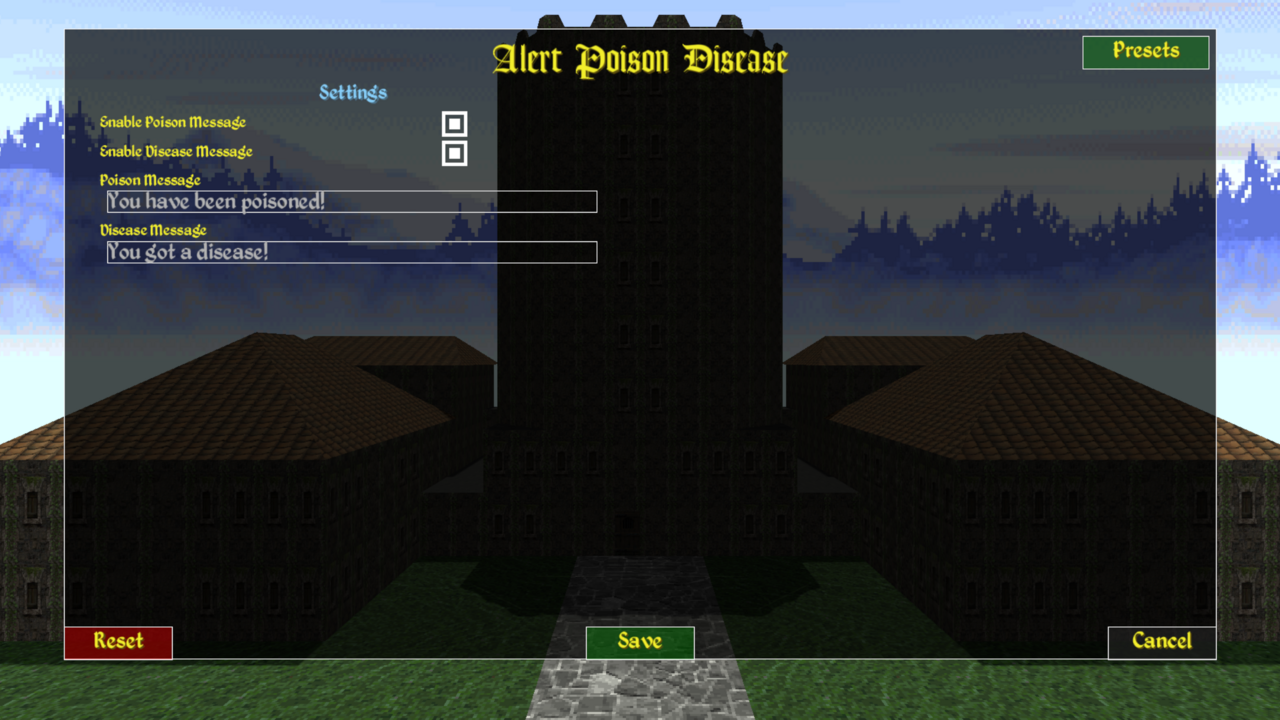 Alert Poison Disease
Presets
Settings
Enable Poison Message
Enable Disease Message
Poison Message
You have been poisoned!
Disease Message
You got a disease!
Reset
Save
Cancel